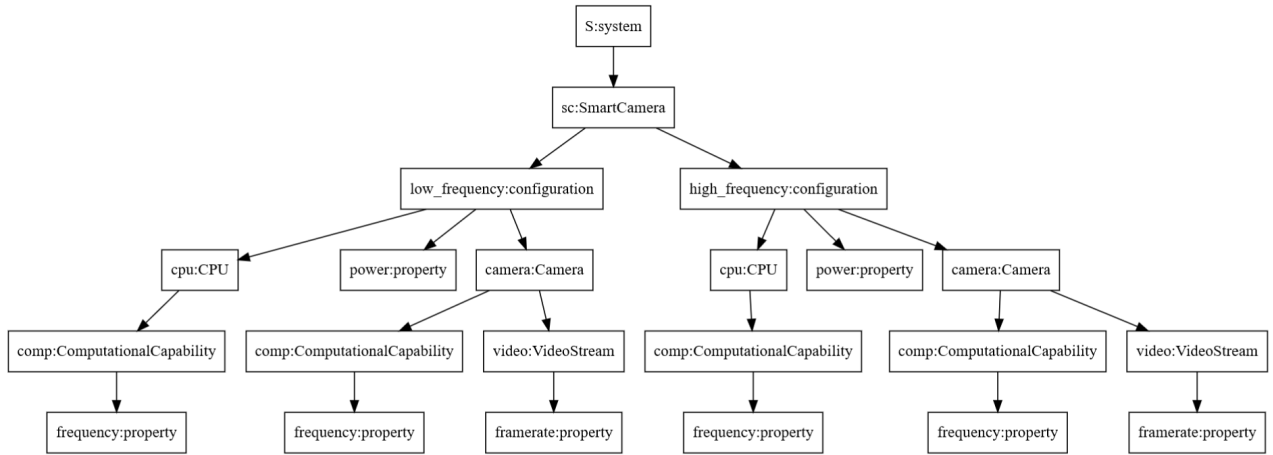 S:system
sc:SmartCamera
low_frequency:configuration
high_frequency:configuration
cpu:CPU
power:property
camera:Camera
cpu:CPU
power:property
camera:Camera
comp:ComputationalCapability
comp:ComputationalCapability
video:VideoStream
comp:ComputationalCapability
comp:ComputationalCapability
video:VideoStream
frequency:property
frequency:property
framerate:property
frequency:property
frequency:property
framerate:property